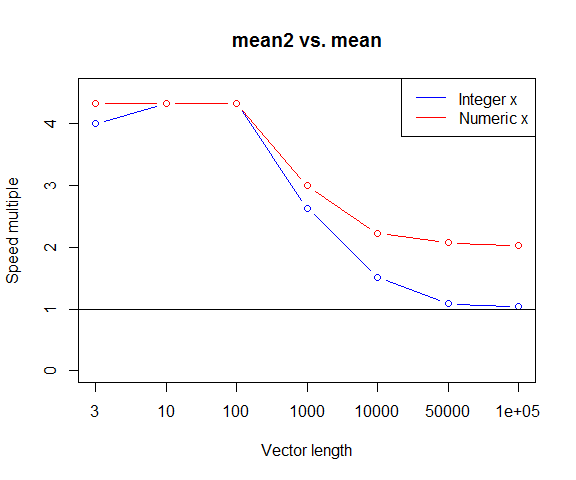 mean2 vs. mean
Integer x
Numeric x
Speed multiple
4
3
2
1
0
3 10 100 1000 10000 50000 1e+05
Vector length